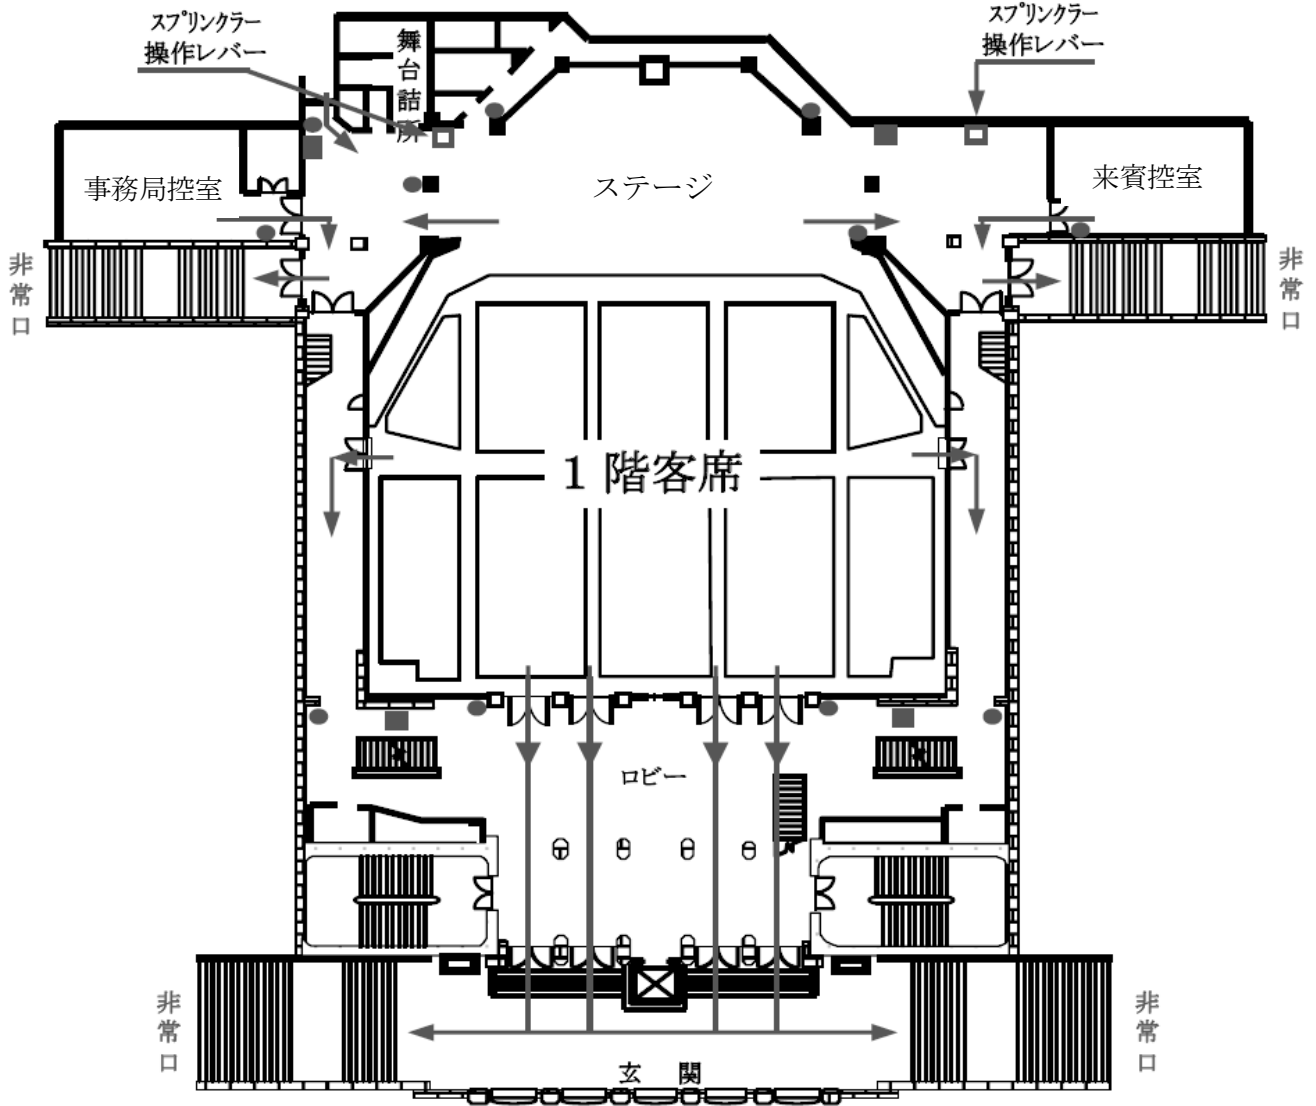 スプリンクラー
操作レバー
スプリンクラー
操作レバー
舞台詰所
事務局控室
ステージ
来賓控室
非常口
非常口
1階客席
ロビー
非常口
非常口
玄関